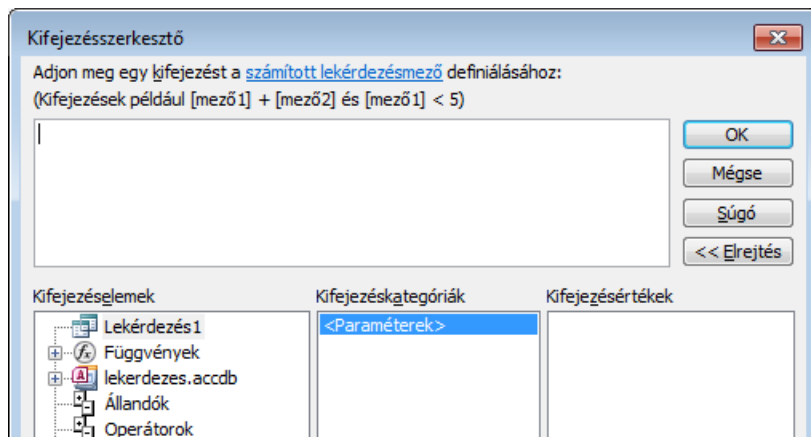 Kifejezésszerkesztő
Adjon meg egy kifejezést a számított lekérdezésmező definiálásához:
(Kifejezések például [mező1] + [mező2] és [mező1] < 5)
OK
Mégse
Súgó
<< Elrejtés
Kifejezéselemek
Lekérdezés1
Függvények
lekerdezes.accdb
Állandók
Operátorok
Kifejezéskategóriák
<Paraméterek>
Kifejezésértékek